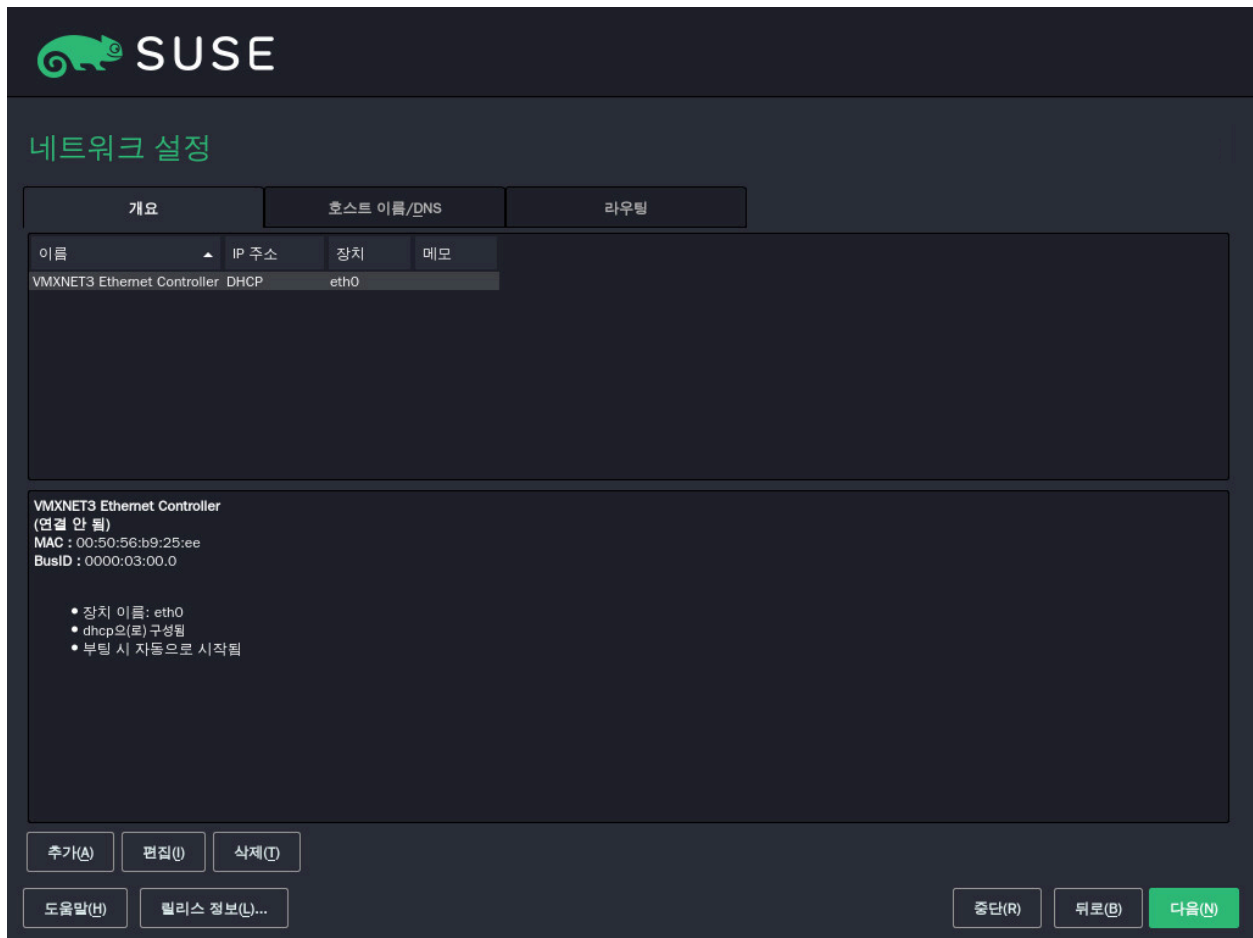 SUSE
네트워크 설정
개요 호스트 이름/DNS 라우팅
이름 IP 주소 장치 메모
VMXNET3 Ethernet Controller DHCP eth0
VMXNET3 Ethernet Controller
(연결 안 됨)
MAC : 00:50:56:b9:25:ee
BusID : 0000:03:00.0
• 장치 이름: eth0
• dhcp으(로) 구성됨
• 부팅 시 자동으로 시작됨
추가(A) 편집(I) 삭제(T)
도움말(H) 릴리스 정보(L)... 중단(R) 뒤로(B) 다음(N)